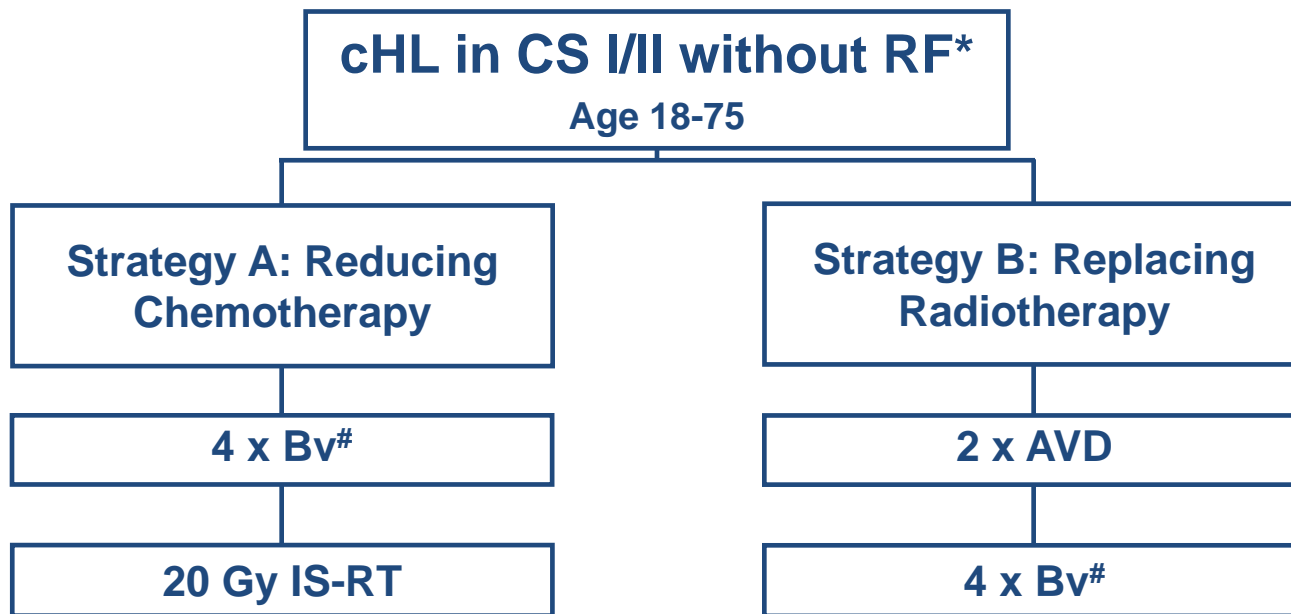 cHL in CS I/II without RF*
Age 18-75
Strategy A: Reducing
Chemotherapy
Strategy B: Replacing
Radiotherapy
4 x Bv#
2 x AVD
20 Gy IS-RT
4 x Bv#